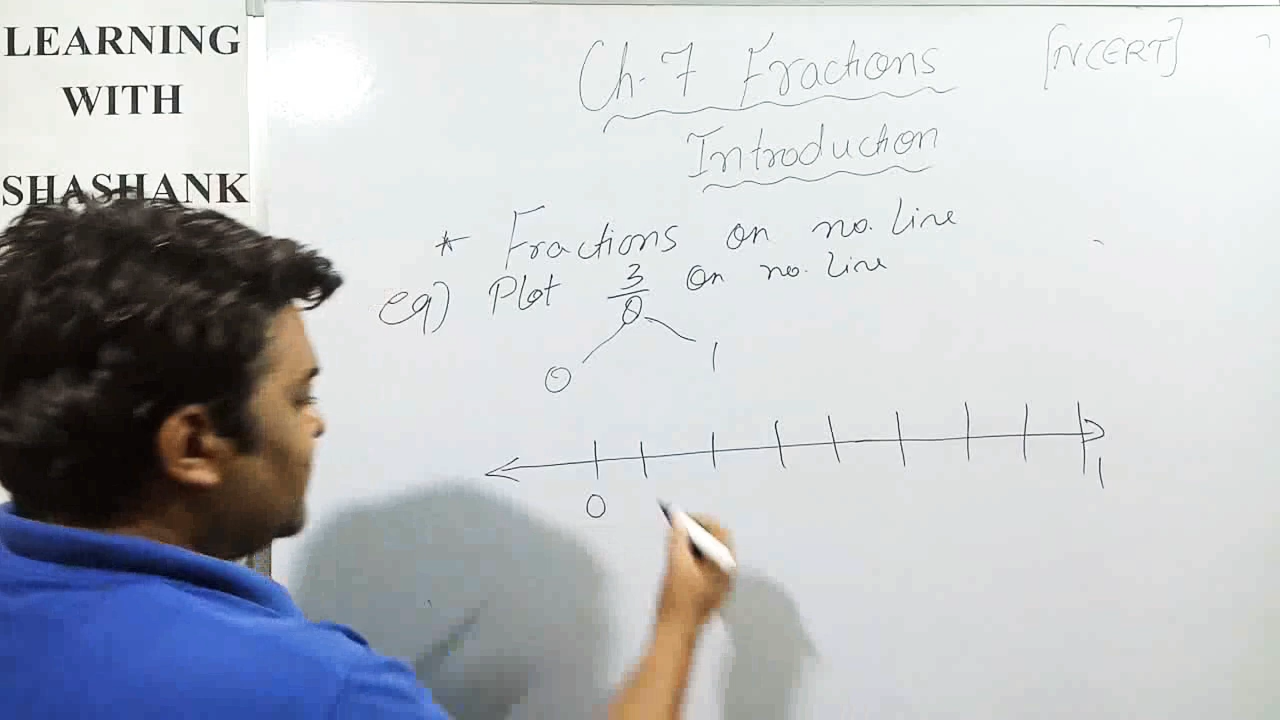 LEARNING
WITH
SHASHANK
Ch. 7 Fractions [NCERT]
Introduction
* Fractions on no. Line
eg) Plot 3/8 on no. Line
0 1
0 1